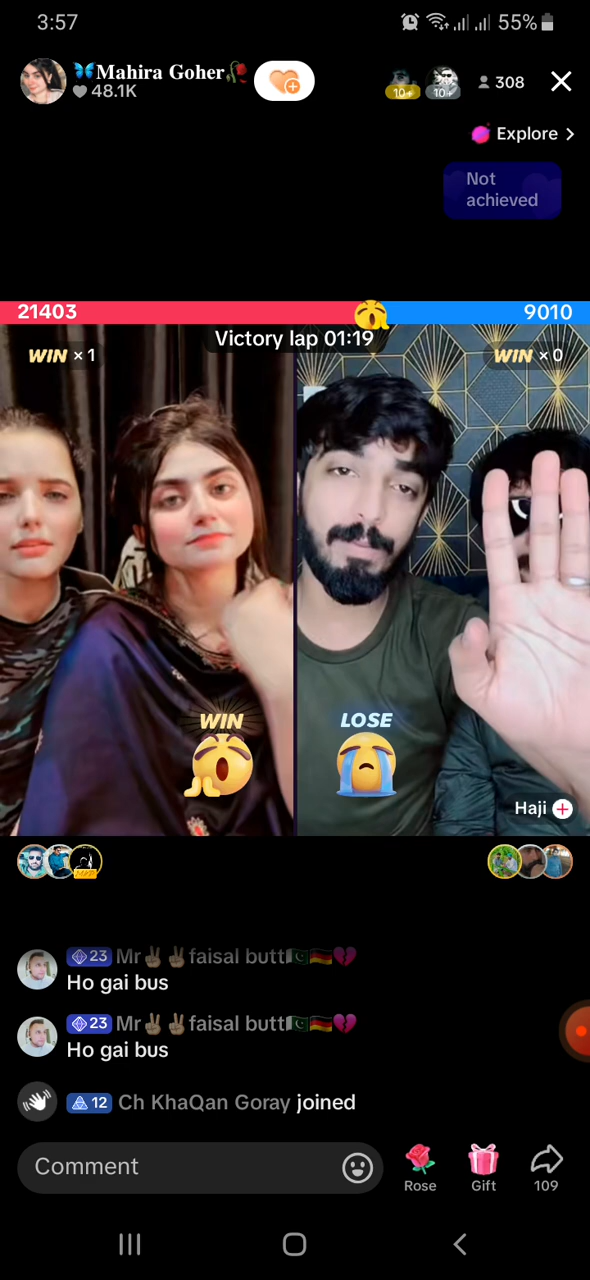 3:57
55%
🦋Mahira Goher🥀
48.1K
10+
10+
308
Explore >
Not
achieved
21403
9010
Victory lap 01:19
WIN × 1
WIN × 0
WIN
LOSE
Haji
23 Mr✌🏽✌🏽faisal butt🇵🇰🇩🇪💔
Ho gai bus
23 Mr✌🏽✌🏽faisal butt🇵🇰🇩🇪💔
Ho gai bus
12 Ch KhaQan Goray joined
Comment
Rose
Gift
109